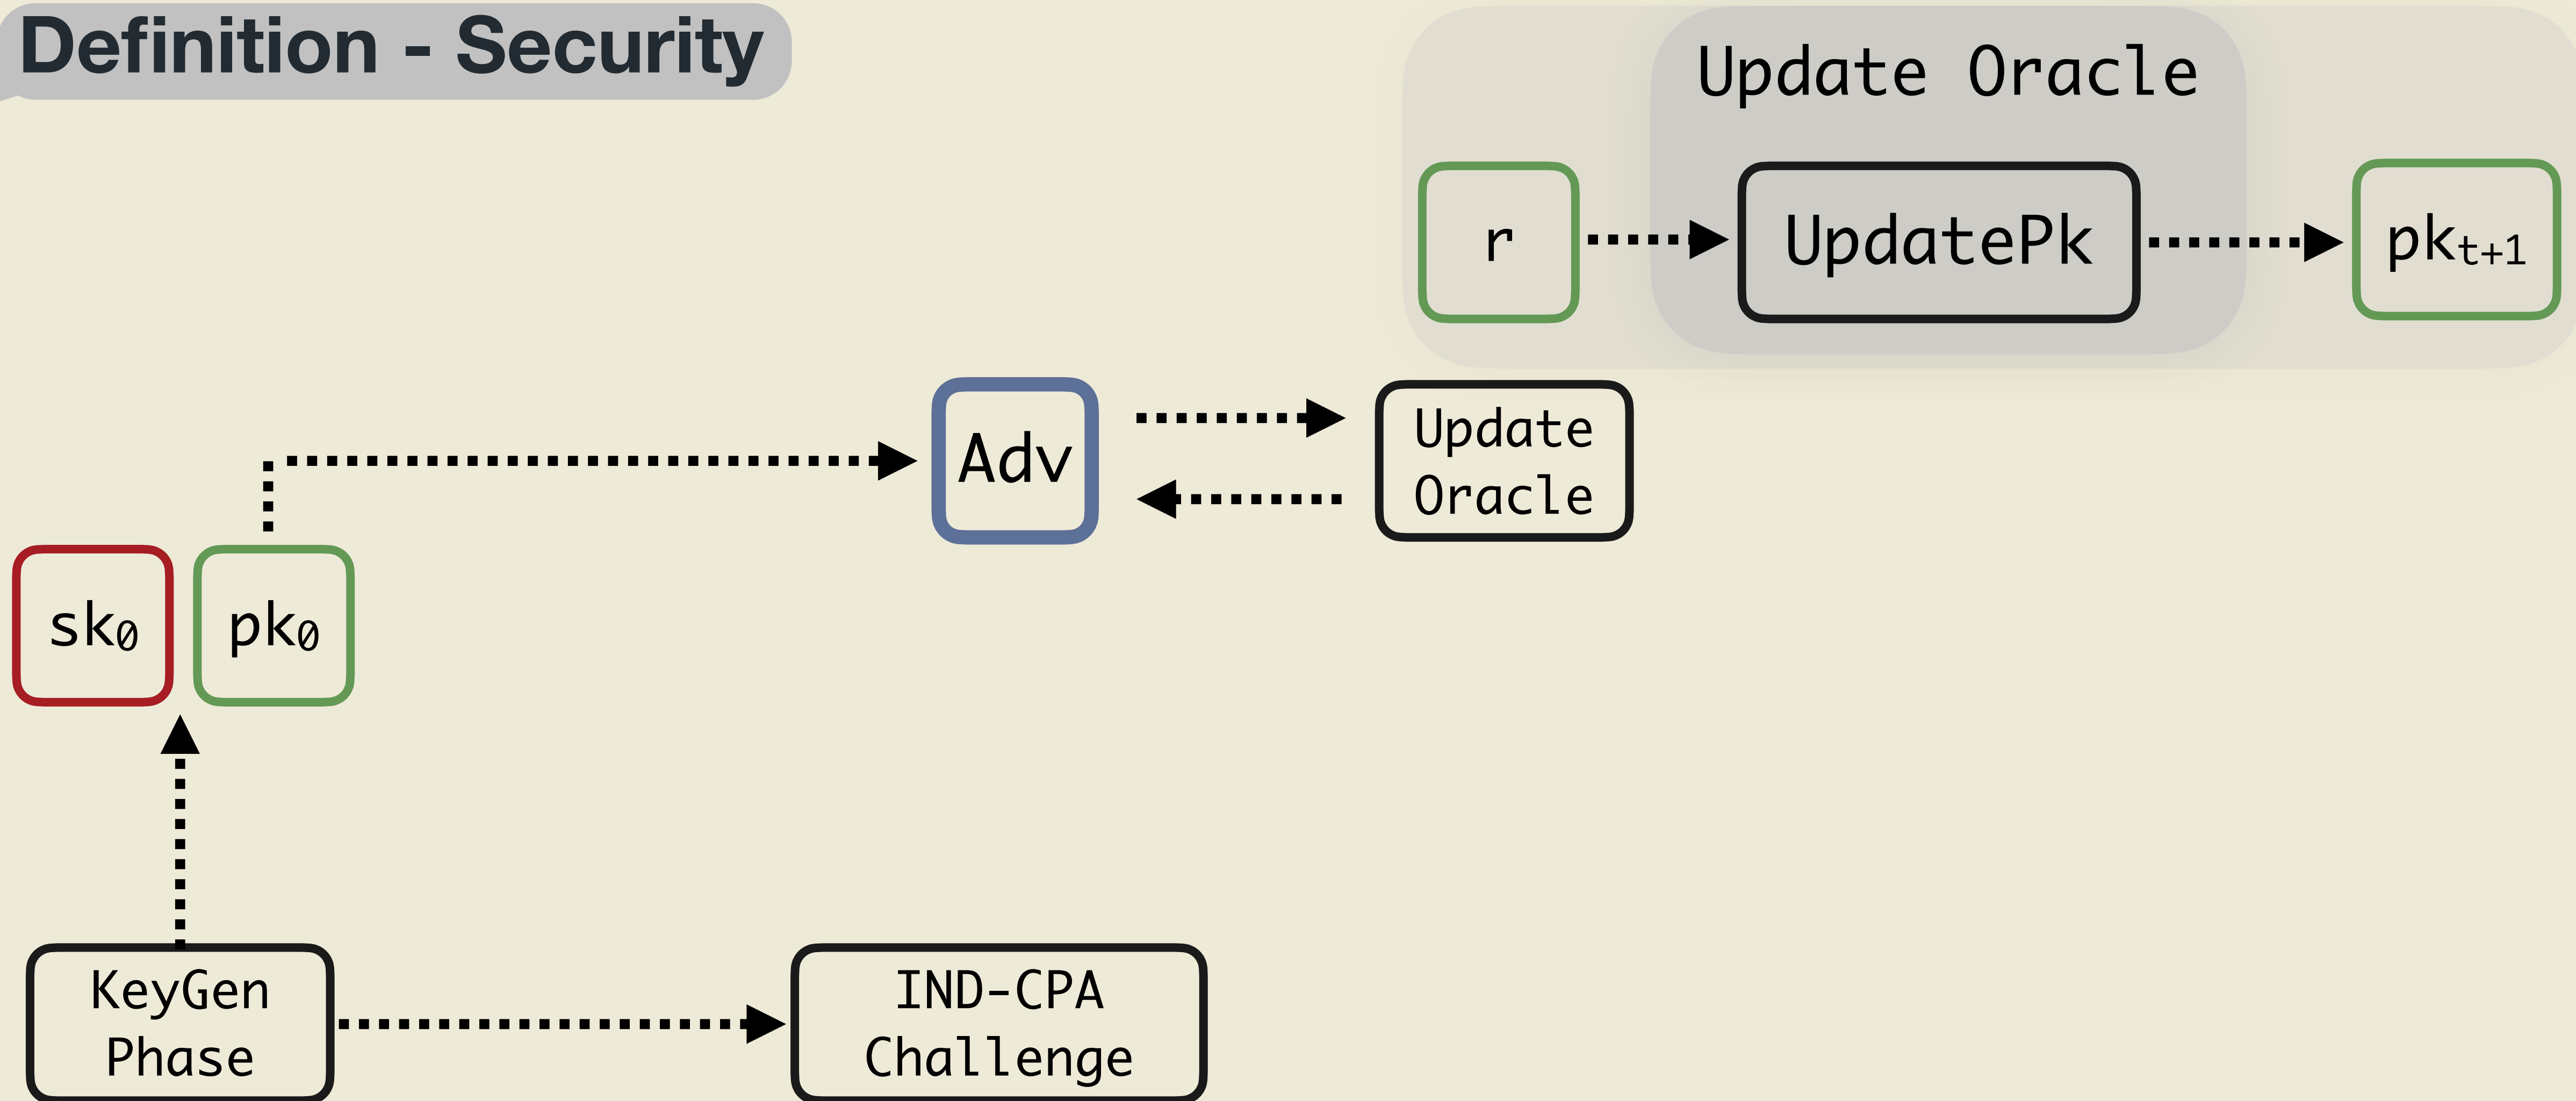 Definition - Security
Update Oracle
r
UpdatePk
pkₜ₊₁
Adv
Update
Oracle
sk₀
pk₀
KeyGen
Phase
IND-CPA
Challenge